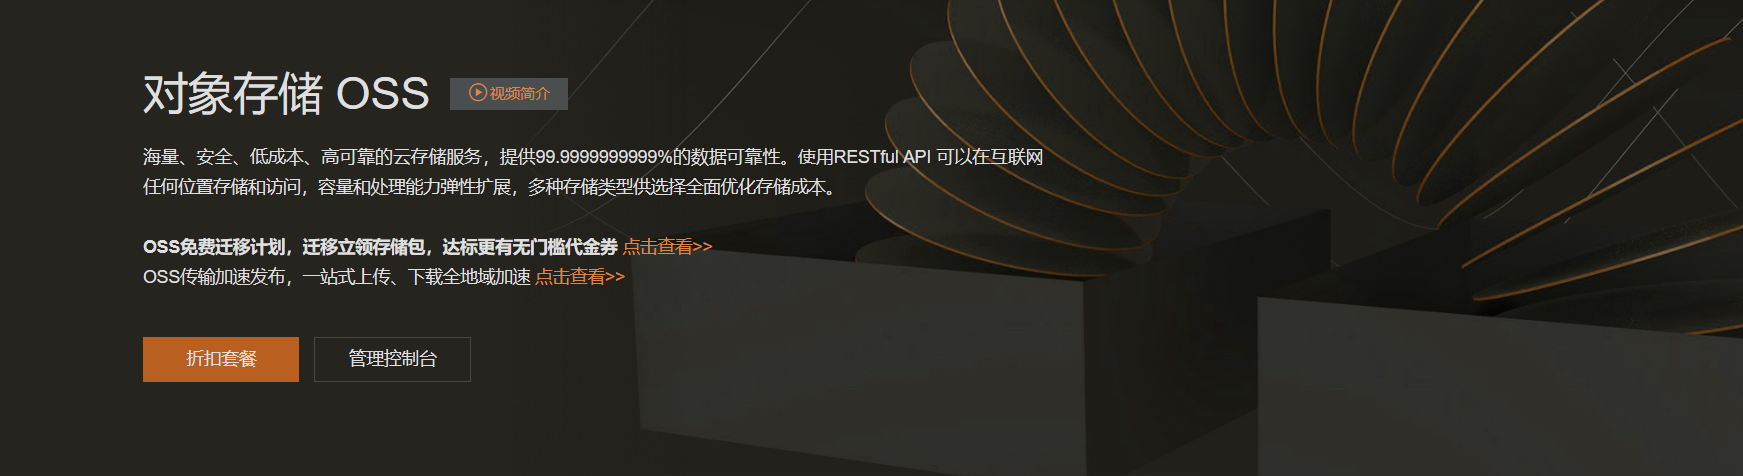 对象存储 OSS 视频简介
海量、安全、低成本、高可靠的云存储服务，提供99.9999999999%的数据可靠性。使用RESTful API 可以在互联网
任何位置存储和访问，容量和处理能力弹性扩展，多种存储类型供选择全面优化存储成本。
OSS免费迁移计划，迁移立领存储包，达标更有无门槛代金券 点击查看>>
OSS传输加速发布，一站式上传、下载全地域加速 点击查看>>
折扣套餐 管理控制台